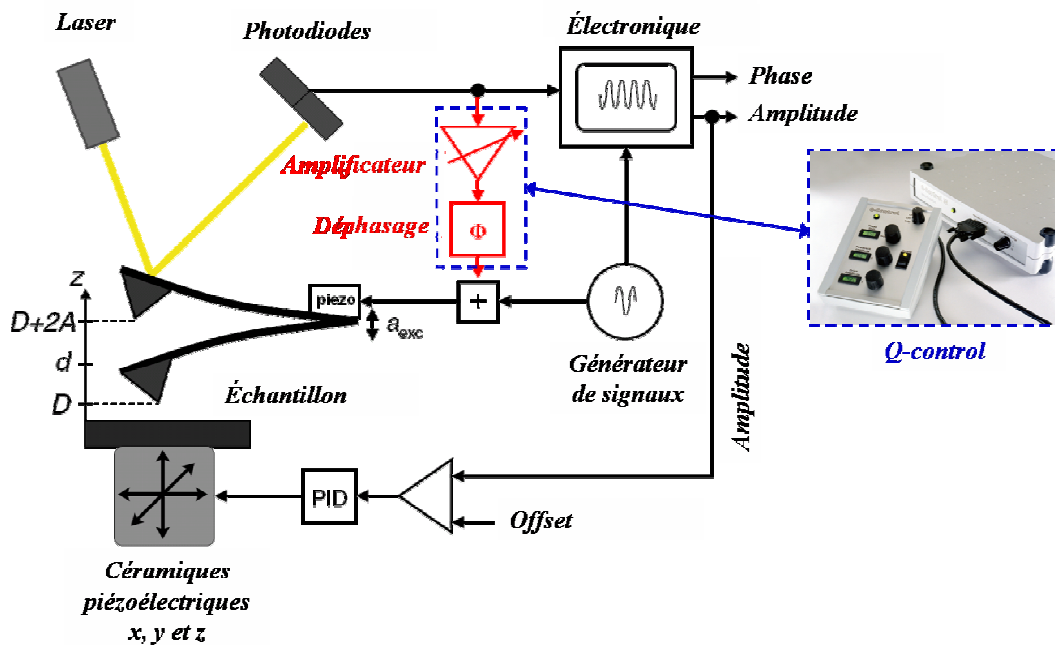 Laser
Photodiodes
Électronique
Phase
Amplitude
Amplificateur
Déphasage
Φ
z
piezo
+
D+2A
a exc
d
D
Générateur
de signaux
Q-control
Échantillon
Amplitude
PID
Offset
Céramiques
piézoélectriques
x, y et z